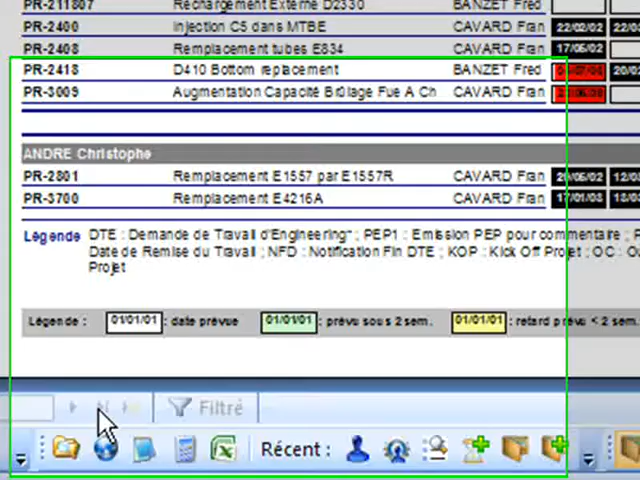 PR-211807 Rechargement Externe D2330 BANZET Fred
PR-2400 Injection C5 dans MTBE CAVARD Fran 22/02/02
PR-2408 Remplacement tubes E834 CAVARD Fran 17/05/02
PR-2418 D410 Bottom replacement BANZET Fred
PR-3009 Augmentation Capacité Brûlage Fue A Ch CAVARD Fran
ANDRE Christophe
PR-2801 Remplacement E1557 par E1557R CAVARD Fran
PR-3700 Remplacement E4216A CAVARD Fran 17/01/03
Légende DTE : Demande de Travail d'Engineering" ; PEP1 : Emission PEP pour commentaire ;
Date de Remise du Travail ; NFD : Notification Fin DTE ; KOP : Kick Off Projet ; OC :
Projet
Légende : 01/01/01 : date prévue 01/01/01 : prévu sous 2 sem. 01/01/01 : retard prévu < 2 sem.
Filtré
Récent :